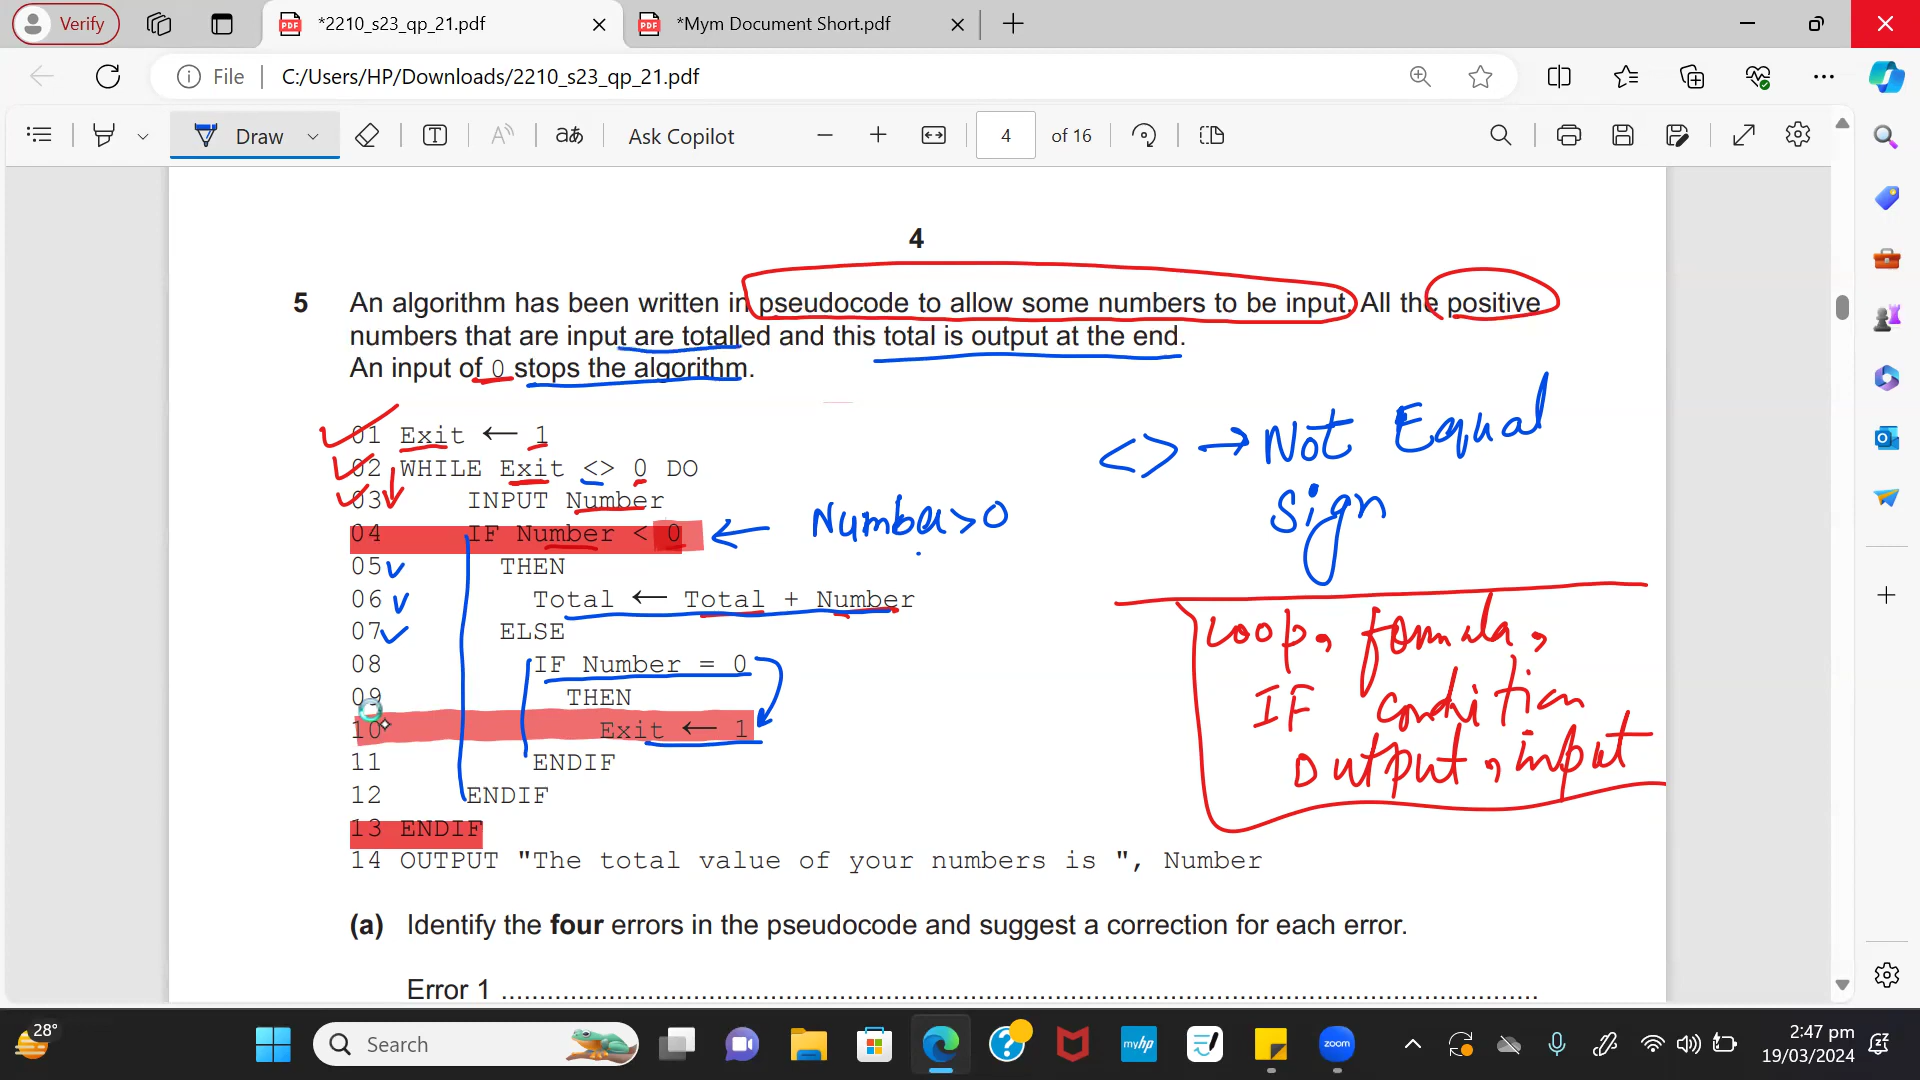 Verify
*2210_s23_qp_21.pdf
*Mym Document Short.pdf
File
C:/Users/HP/Downloads/2210_s23_qp_21.pdf
Draw
Ask Copilot
4
of 16
4
5 An algorithm has been written in pseudocode to allow some numbers to be input. All the positive
numbers that are input are totalled and this total is output at the end.
An input of 0 stops the algorithm.
01 Exit ← 1
02 WHILE Exit <> 0 DO
<> → Not Equal
Sign
03 INPUT Number
04 IF Number < 0
← Number>0
05 THEN
06 Total ← Total + Number
07 ELSE
08 IF Number = 0
09 THEN
10 Exit ← 1
11 ENDIF
12 ENDIF
13 ENDIF
14 OUTPUT "The total value of your numbers is ", Number
Loop, formula,
IF condition
Output, input
(a) Identify the four errors in the pseudocode and suggest a correction for each error.
Error 1 ........................................................................
28°
Search
myhp
zoom
2:47 pm
19/03/2024